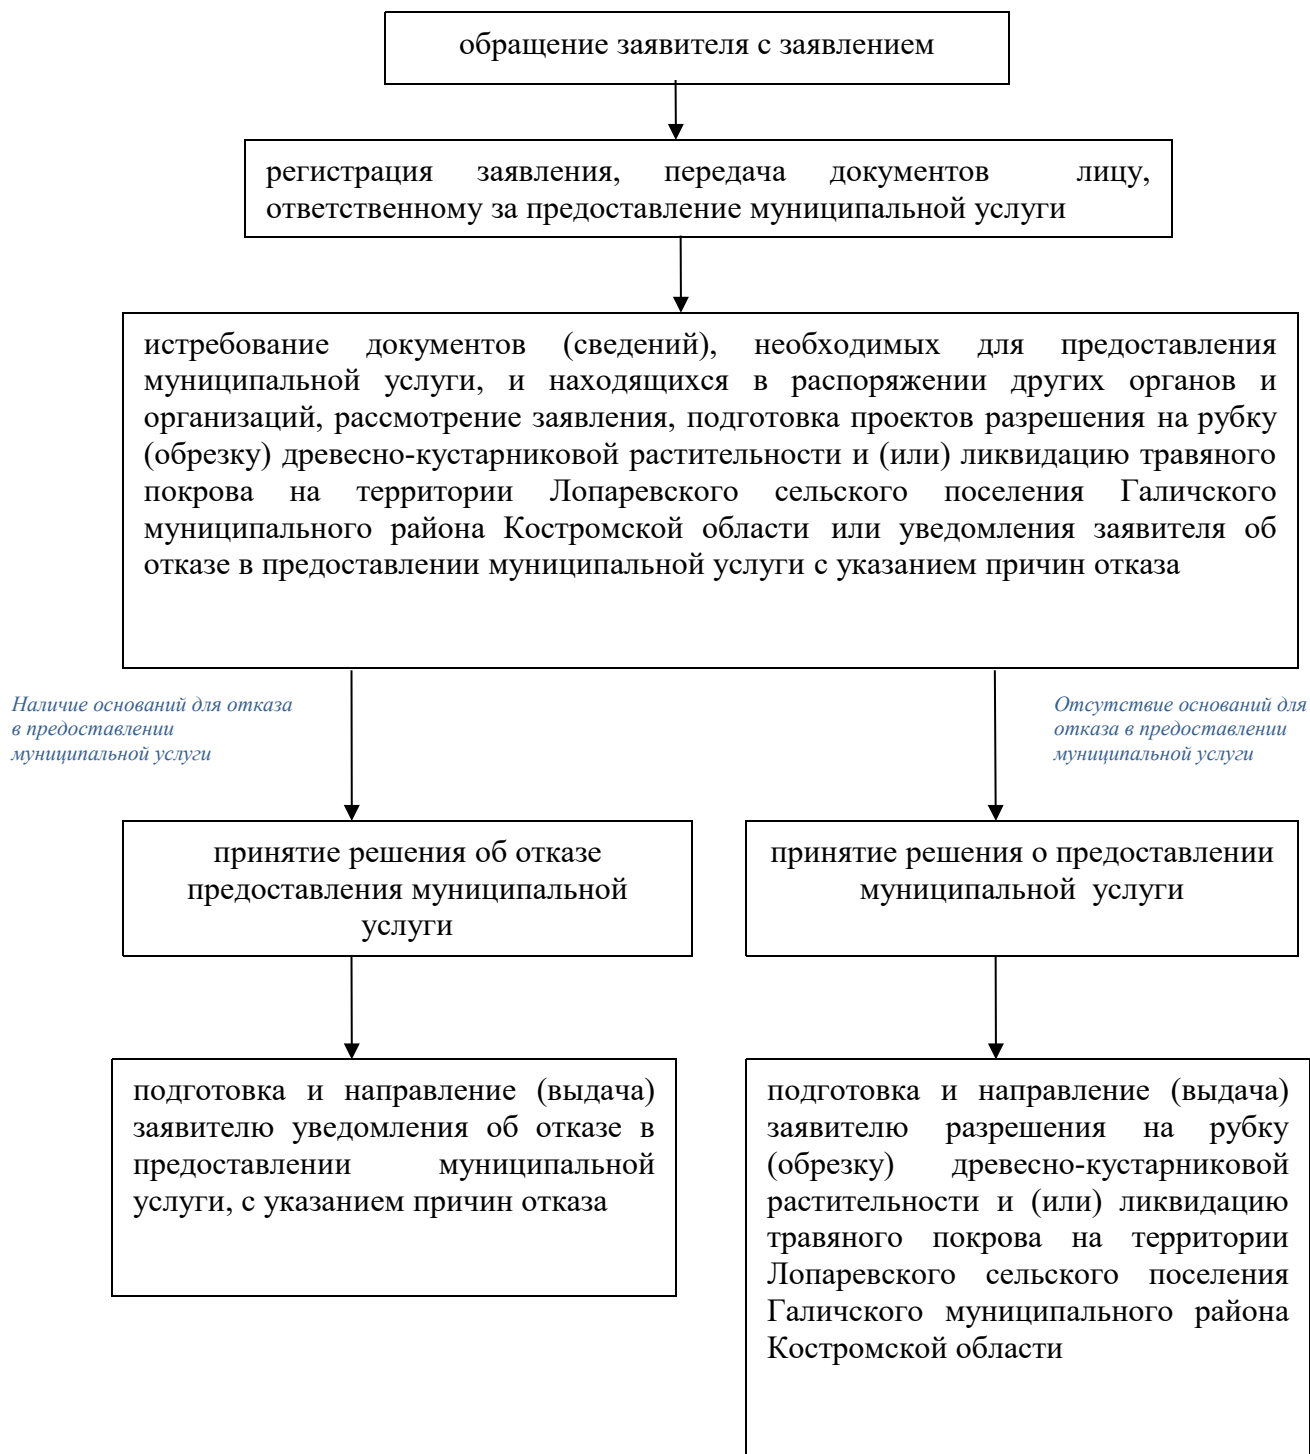 обращение заявителя с заявлением
регистрация заявления, передача документов лицу,
ответственному за предоставление муниципальной услуги
истребование документов (сведений), необходимых для предоставления
муниципальной услуги, и находящихся в распоряжении других органов и
организаций, рассмотрение заявления, подготовка проектов разрешения на рубку
(обрезку) древесно-кустарниковой растительности и (или) ликвидацию травяного
покрова на территории Лопаревского сельского поселения Галичского
муниципального района Костромской области или уведомления заявителя об
отказе в предоставлении муниципальной услуги с указанием причин отказа
Наличие оснований для отказа
в предоставлении
муниципальной услуги
Отсутствие оснований для
отказа в предоставлении
муниципальной услуги
принятие решения об отказе
предоставления муниципальной
услуги
принятие решения о предоставлении
муниципальной услуги
подготовка и направление (выдача)
заявителю уведомления об отказе в
предоставлении муниципальной
услуги, с указанием причин отказа
подготовка и направление (выдача)
заявителю разрешения на рубку
(обрезку) древесно-кустарниковой
растительности и (или) ликвидацию
травяного покрова на территории
Лопаревского сельского поселения
Галичского муниципального района
Костромской области